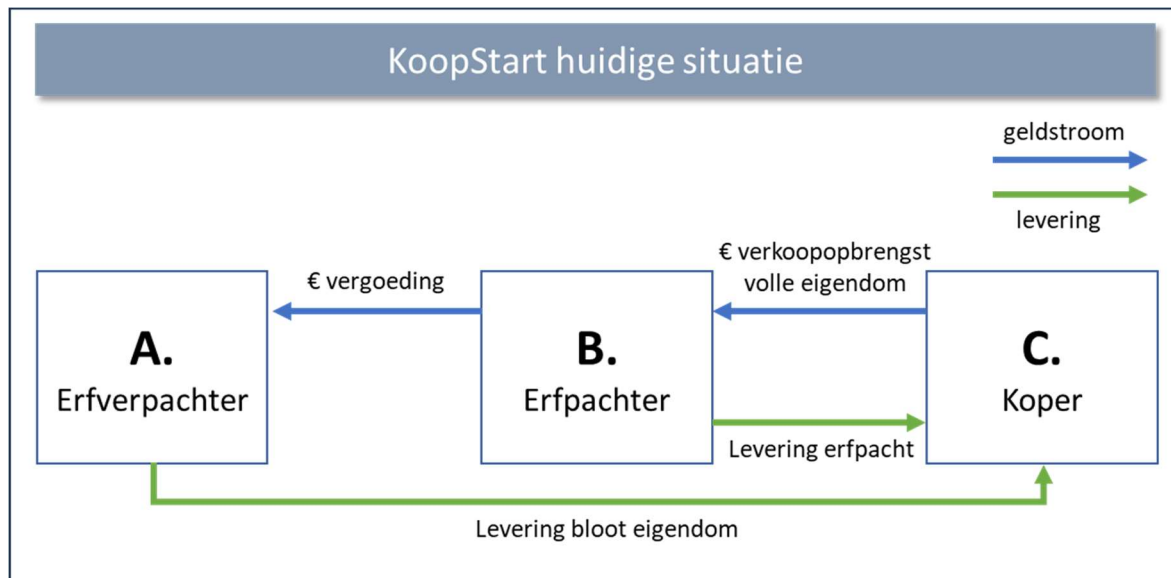 KoopStart huidige situatie
geldstroom
levering
€ vergoeding
€ verkoopopbrengst
volle eigendom
A.
Erfverpachter
B.
Erfpachter
C.
Koper
Levering erfpacht
Levering bloot eigendom